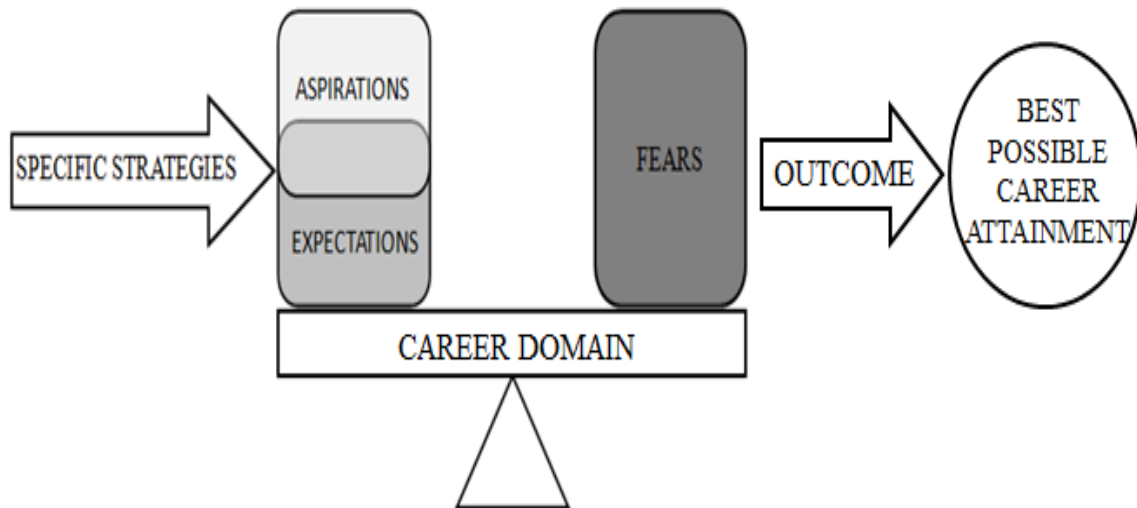 SPECIFIC STRATEGIES
ASPIRATIONS
EXPECTATIONS
FEARS
CAREER DOMAIN
OUTCOME
BEST
POSSIBLE
CAREER
ATTAINMENT